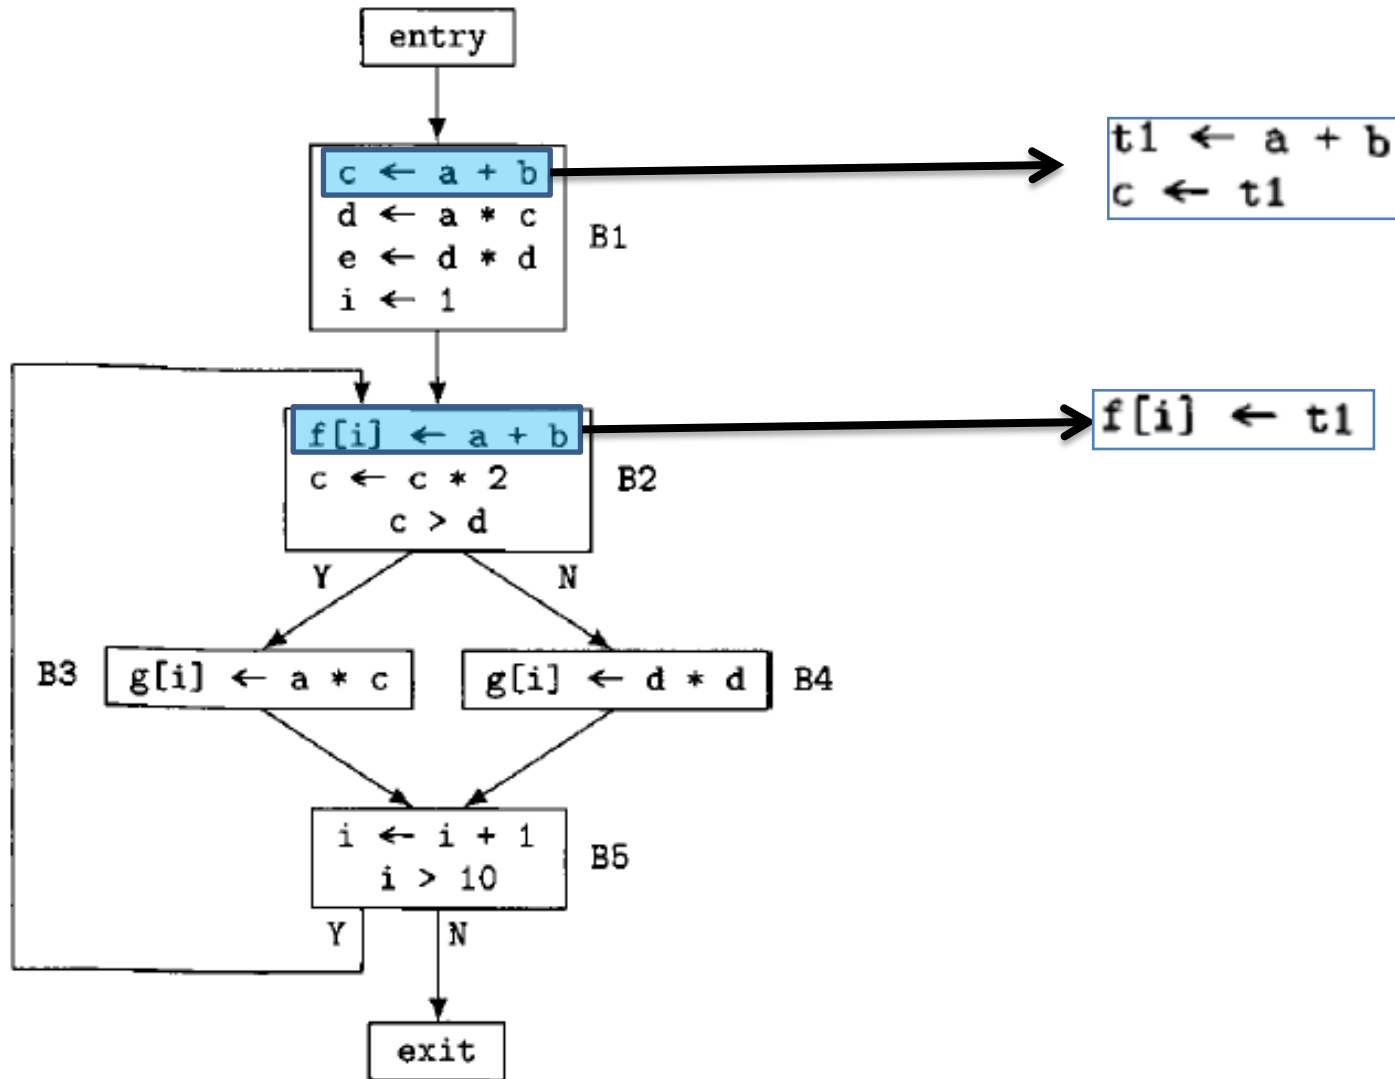 entry
c ← a + b
d ← a * c
e ← d * d
i ← 1
B1
t1 ← a + b
c ← t1
f[i] ← a + b
c ← c * 2
c > d
B2
f[i] ← t1
Y
N
B3
g[i] ← a * c
g[i] ← d * d
B4
i ← i + 1
i > 10
B5
Y
N
exit